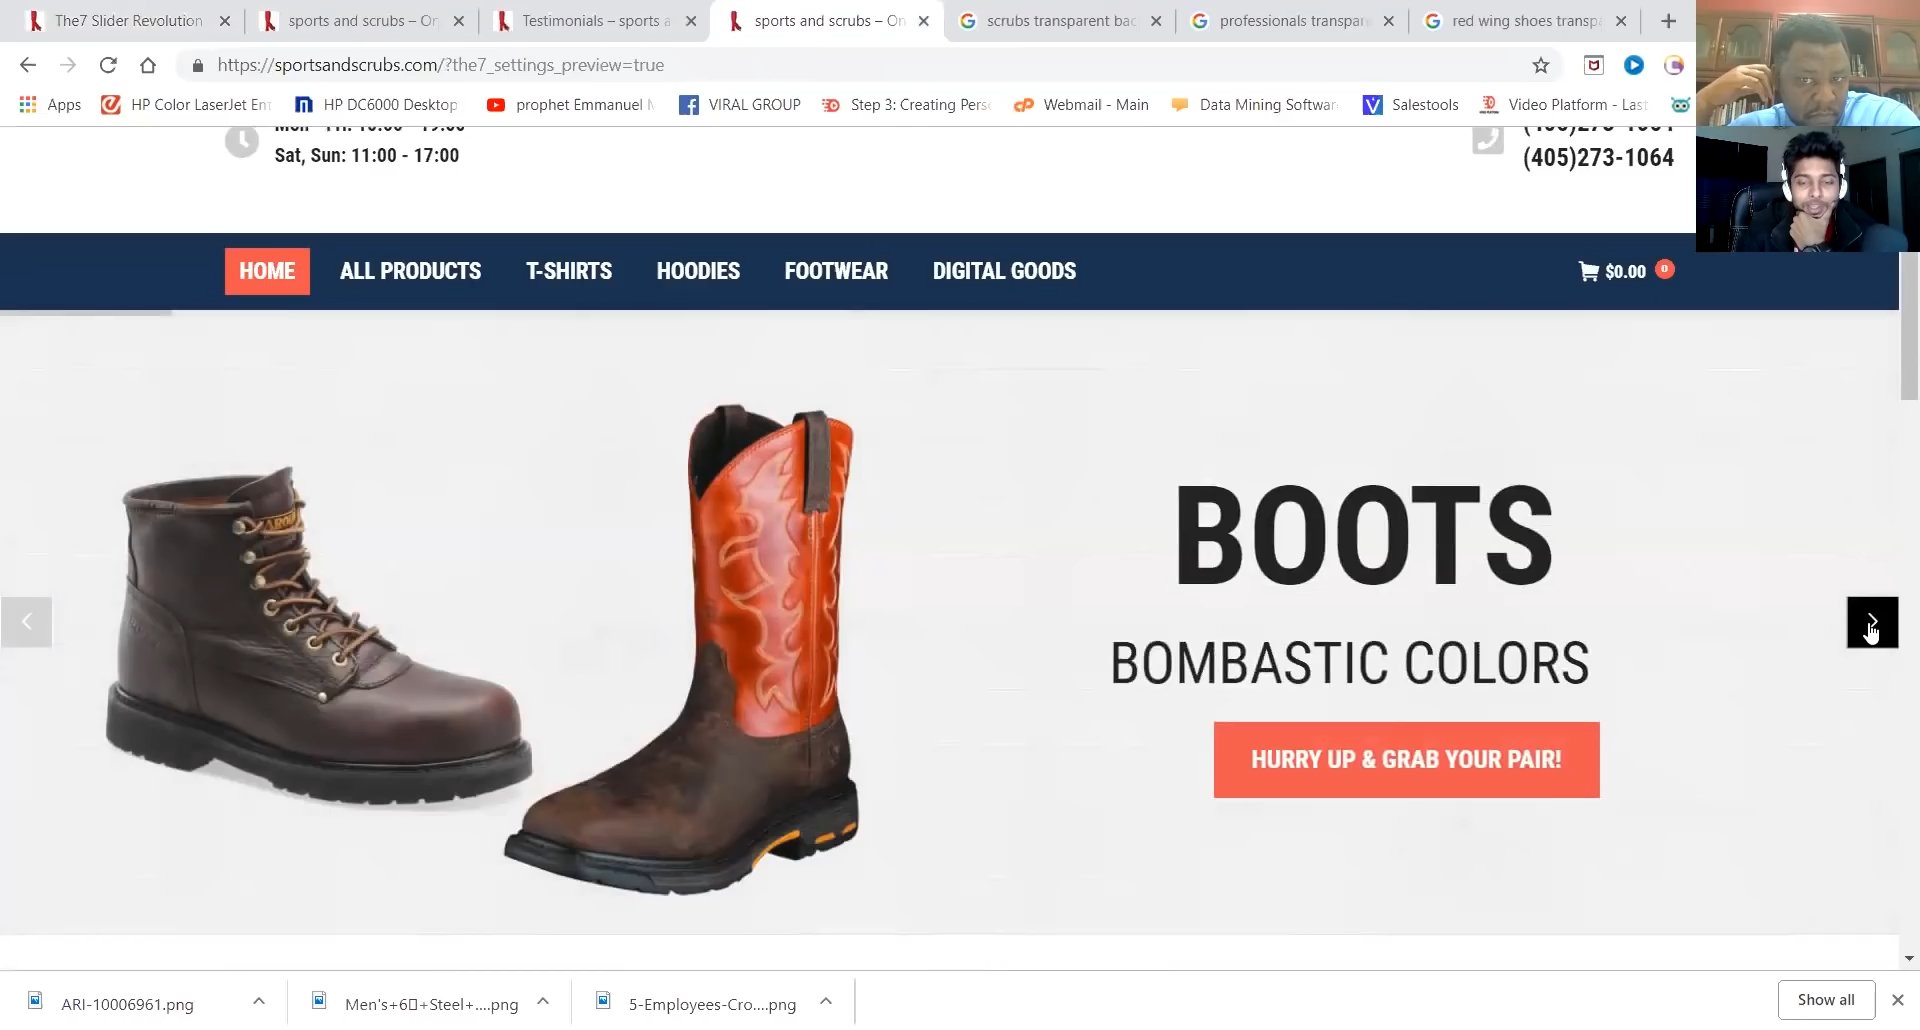 The7 Slider Revolution
sports and scrubs – On
Testimonials – sports a
sports and scrubs – On
scrubs transparent bac
professionals transpar
red wing shoes transpa
https://sportsandscrubs.com/?the7_settings_preview=true
Apps
HP Color LaserJet Ent
HP DC6000 Desktop
prophet Emmanuel M
VIRAL GROUP
Step 3: Creating Pers
Webmail - Main
Data Mining Softwar
Salestools
Video Platform - Last
Mon - Fri: 10:00 - 19:00
Sat, Sun: 11:00 - 17:00
(405)273-1064
HOME
ALL PRODUCTS
T-SHIRTS
HOODIES
FOOTWEAR
DIGITAL GOODS
$0.00
0
BOOTS
BOMBASTIC COLORS
HURRY UP & GRAB YOUR PAIR!
ARI-10006961.png
Men's+6▯+Steel+....png
5-Employees-Cro....png
Show all